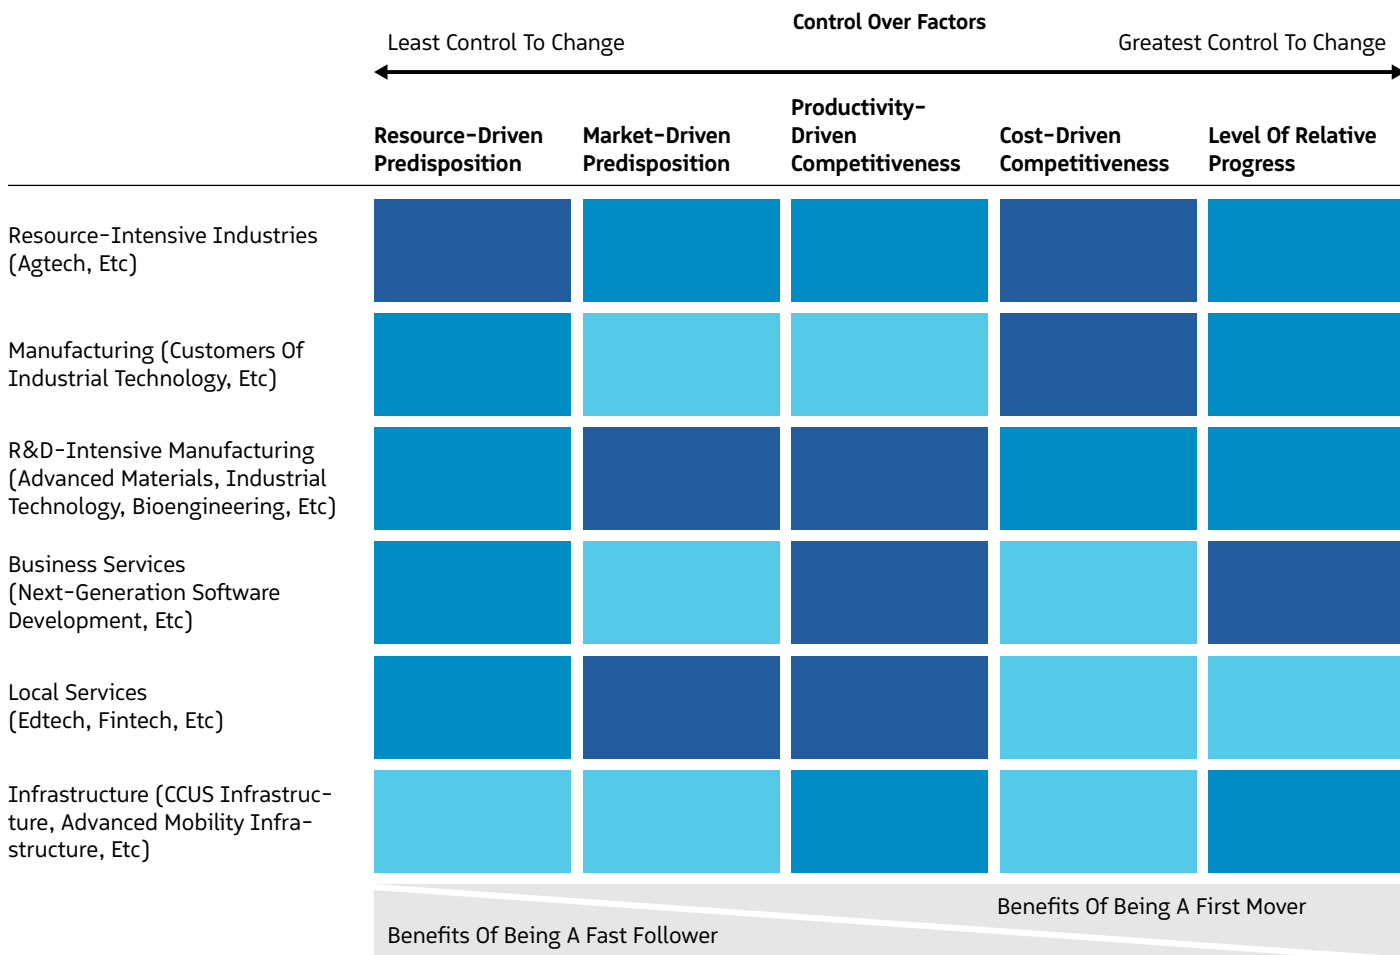 Control Over Factors
Least Control To Change
Greatest Control To Change
Resource-Driven
Predisposition
Market-Driven
Predisposition
Productivity-
Driven
Competitiveness
Cost-Driven
Competitiveness
Level Of Relative
Progress
Resource-Intensive Industries
(Agtech, Etc)
Manufacturing (Customers Of
Industrial Technology, Etc)
R&D-Intensive Manufacturing
(Advanced Materials, Industrial
Technology, Bioengineering, Etc)
Business Services
(Next-Generation Software
Development, Etc)
Local Services
(Edtech, Fintech, Etc)
Infrastructure (CCUS Infrastruc-
ture, Advanced Mobility Infra-
structure, Etc)
Benefits Of Being A First Mover
Benefits Of Being A Fast Follower